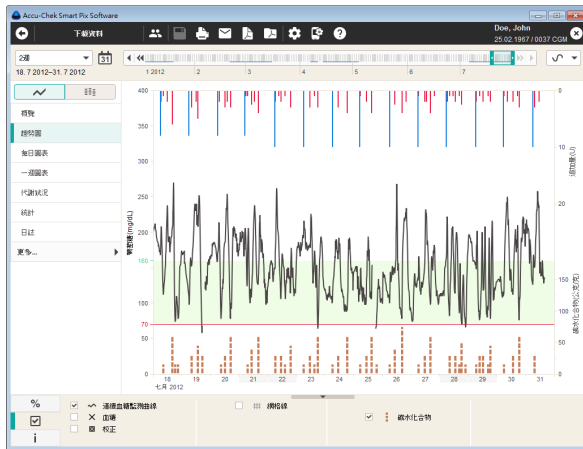 Accu-Chek Smart Pix Software
下載資料
Doe, John
25.02.1967 / 0037 CGM
2週
31
18. 7 2012–31. 7 2012
1 2012 2 3 4 5 6 7
概覽
趨勢圖
每日圖表
一週圖表
代謝狀況
統計
日誌
更多...
葡萄糖(mg/dL)
400
350
300
250
200
160
100
70
50
0
0
10
20
追加量(U)
150
100
50
0
碳水化合物(公克/克)
18 19 20 21 22 23 24 25 26 27 28 29 30 31
七月 2012
%
i
連續血糖監測曲線
血糖
校正
網格線
碳水化合物